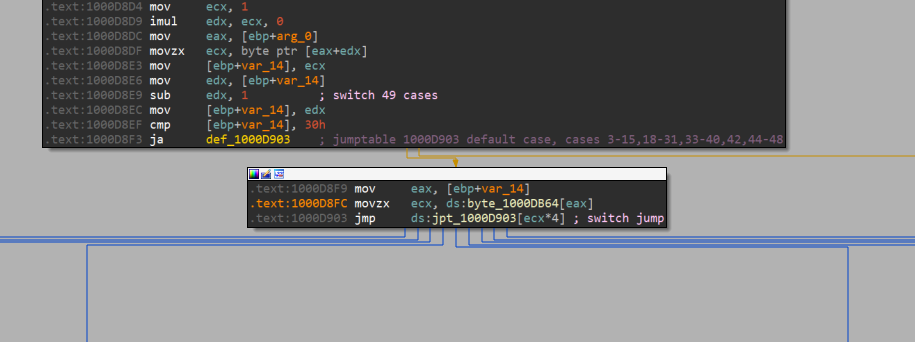 .text:1000D8D4 mov ecx, 1
.text:1000D8D9 imul edx, ecx, 0
.text:1000D8DC mov eax, [ebp+arg_0]
.text:1000D8DF movzx ecx, byte ptr [eax+edx]
.text:1000D8E3 mov [ebp+var_14], ecx
.text:1000D8E6 mov edx, [ebp+var_14]
.text:1000D8E9 sub edx, 1 ; switch 49 cases
.text:1000D8EC mov [ebp+var_14], edx
.text:1000D8EF cmp [ebp+var_14], 30h
.text:1000D8F3 ja def_1000D903 ; jumptable 1000D903 default case, cases 3-15,18-31,33-40,42,44-48
.text:1000D8F9 mov eax, [ebp+var_14]
.text:1000D8FC movzx ecx, ds:byte_1000DB64[eax]
.text:1000D903 jmp ds:jpt_1000D903[ecx*4] ; switch jump